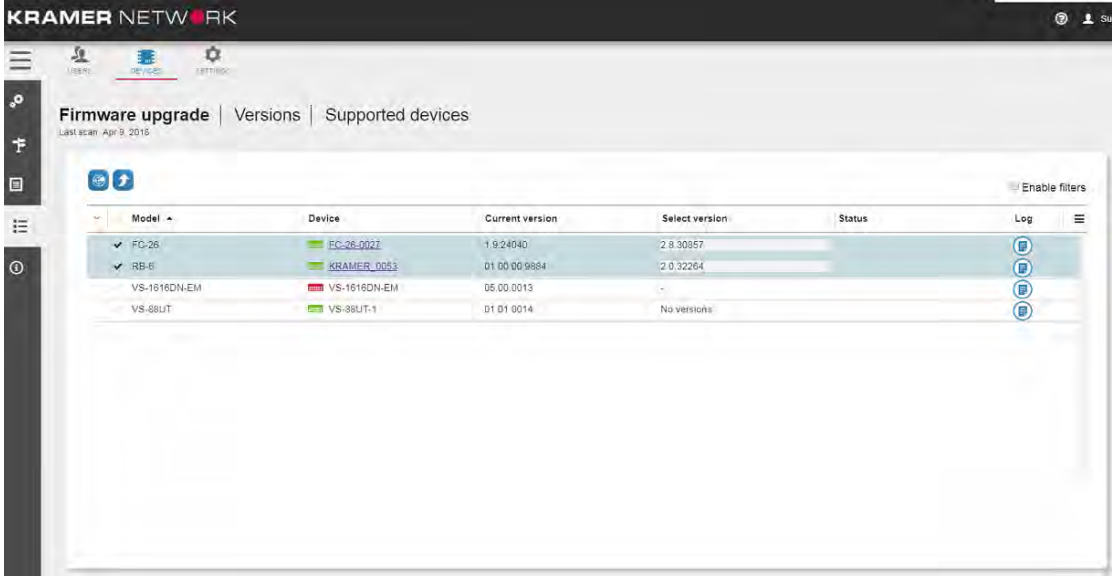 KRAMER NETWORK
Su
USERS DEVICES SETTINGS
Firmware upgrade | Versions | Supported devices
Last scan Apr 9, 2018
Enable filters
Model Device Current version Select version Status Log
FC-26 FC-26-0027 1.9.24040 2.8.30857
RB-6 KRAMER_0053 01.00.00.9884 2.0.32264
VS-1616DN-EM VS-1616DN-EM 05.00.0013 -
VS-88UT VS-88UT-1 01.01.0014 No versions